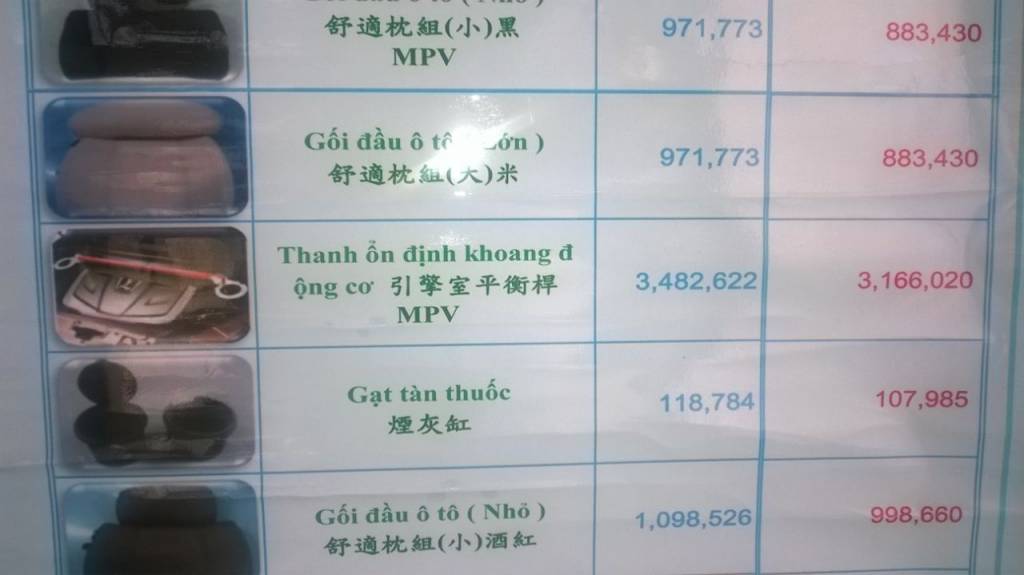 舒適枕組(小)黑
MPV
971,773
883,430
Gối đầu ô tô
舒適枕組(大)米
971,773
883,430
Thanh ổn định khoang đ
ộng cơ 引擎室平衡桿
MPV
3,482,622
3,166,020
Gạt tàn thuốc
煙灰缸
118,784
107,985
Gối đầu ô tô ( Nhỏ )
舒適枕組(小)酒紅
1,098,526
998,660